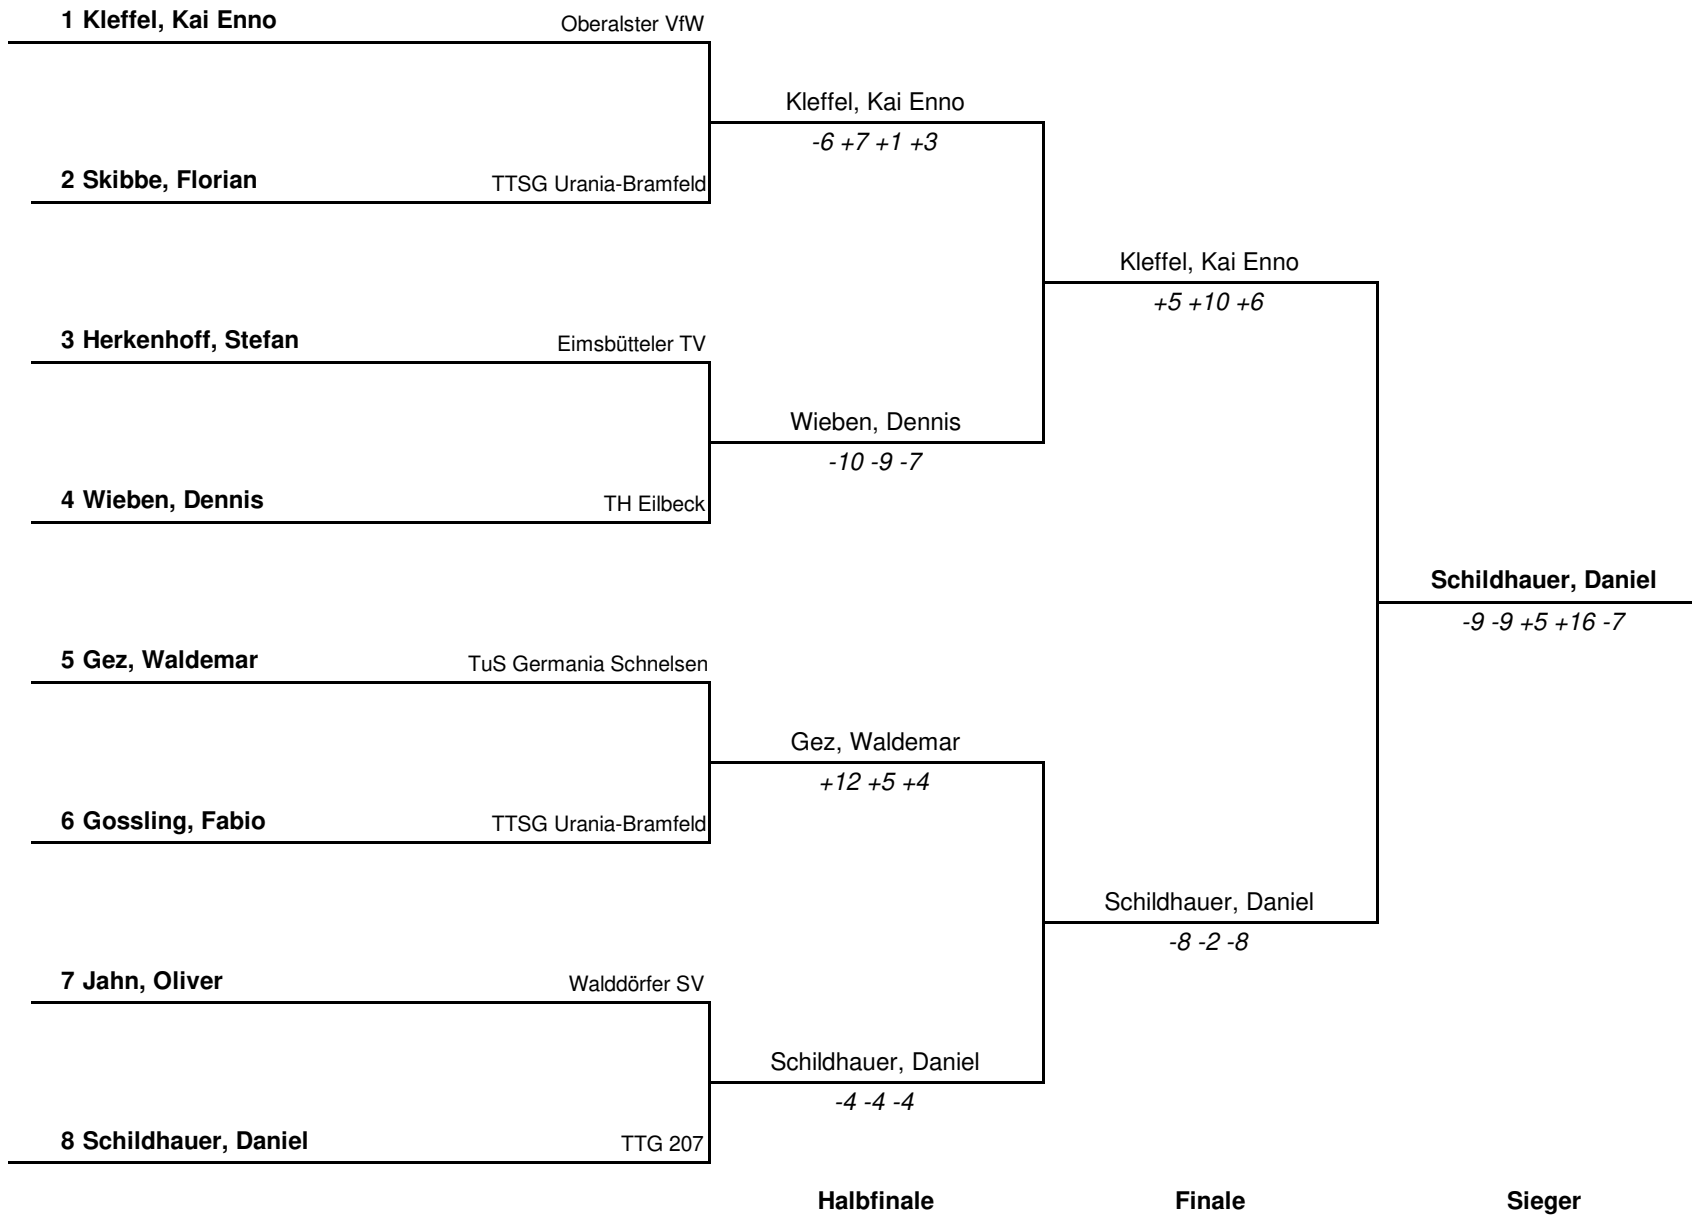 1 Kleffel, Kai Enno Oberalster VfW
Kleffel, Kai Enno
-6 +7 +1 +3
2 Skibbe, Florian TTSG Urania-Bramfeld
Kleffel, Kai Enno
+5 +10 +6
3 Herkenhoff, Stefan Eimsbütteler TV
Wieben, Dennis
-10 -9 -7
4 Wieben, Dennis TH Eilbeck
Schildhauer, Daniel
-9 -9 +5 +16 -7
5 Gez, Waldemar TuS Germania Schnelsen
Gez, Waldemar
+12 +5 +4
6 Gossling, Fabio TTSG Urania-Bramfeld
Schildhauer, Daniel
-8 -2 -8
7 Jahn, Oliver Walddörfer SV
Schildhauer, Daniel
-4 -4 -4
8 Schildhauer, Daniel TTG 207
Halbfinale Finale Sieger